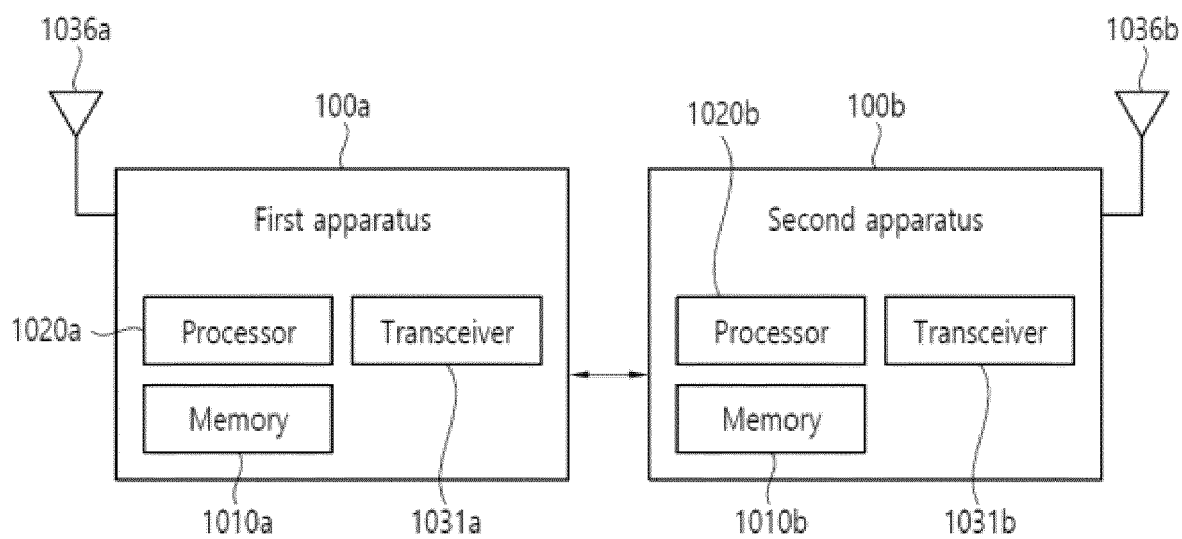 1036a
1036b
100a
1020b
100b
First apparatus
Second apparatus
1020a
Processor
Transceiver
Processor
Transceiver
Memory
Memory
1010a
1031a
1010b
1031b